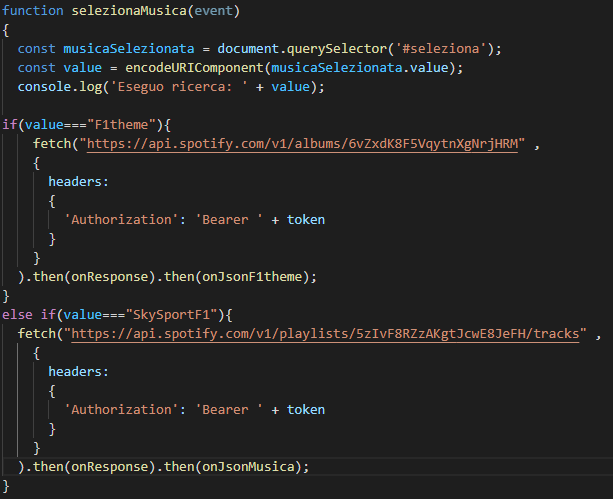 function selezionaMusica(event)
{
const musicaSelezionata = document.querySelector('#seleziona');
const value = encodeURIComponent(musicaSelezionata.value);
console.log('Eseguo ricerca: ' + value);
if(value==="F1theme"){
fetch("https://api.spotify.com/v1/albums/6vZxdK8F5VqytnXgNrjHRM" ,
{
headers:
{
'Authorization': 'Bearer ' + token
}
}
).then(onResponse).then(onJsonF1theme);
}
else if(value==="SkySportF1"){
fetch("https://api.spotify.com/v1/playlists/5zIvF8RZzAKgtJcwE8JeFH/tracks" ,
{
headers:
{
'Authorization': 'Bearer ' + token
}
}
).then(onResponse).then(onJsonMusica);
}